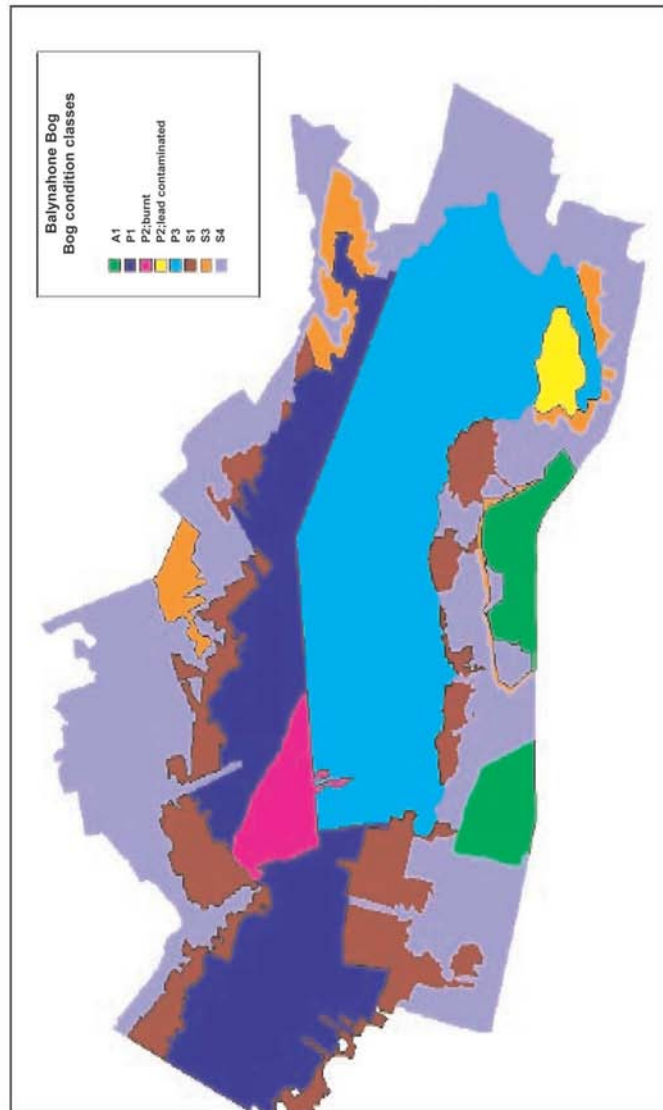 Balynahone Bog
Bog condition classes
A1
P1
P2;burnt
P2;lead contaminated
P3
S1
S3
S4